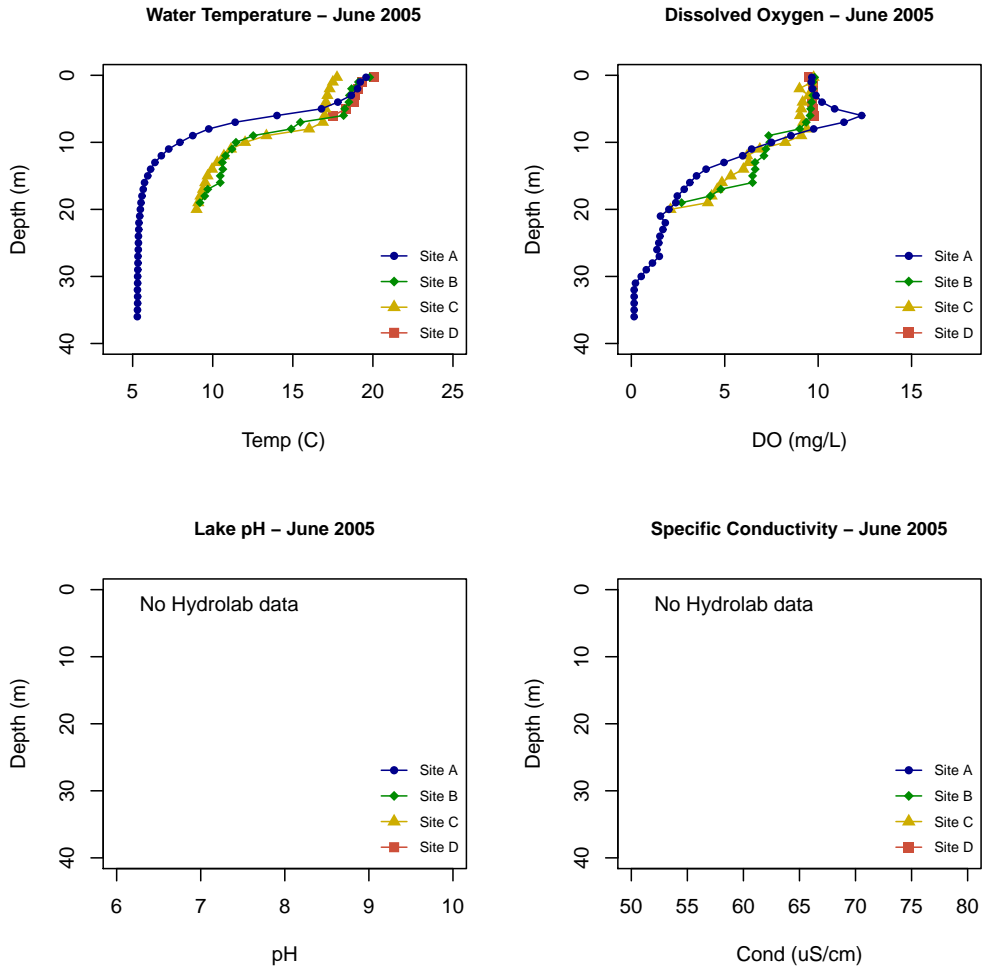 Water Temperature – June 2005
0
10
20
30
40
Depth (m)
5 10 15 20 25
Temp (C)
Site A
Site B
Site C
Site D
Dissolved Oxygen – June 2005
0
10
20
30
40
Depth (m)
0 5 10 15
DO (mg/L)
Site A
Site B
Site C
Site D
Lake pH – June 2005
No Hydrolab data
0
10
20
30
40
Depth (m)
6 7 8 9 10
pH
Site A
Site B
Site C
Site D
Specific Conductivity – June 2005
No Hydrolab data
0
10
20
30
40
Depth (m)
50 55 60 65 70 75 80
Cond (uS/cm)
Site A
Site B
Site C
Site D